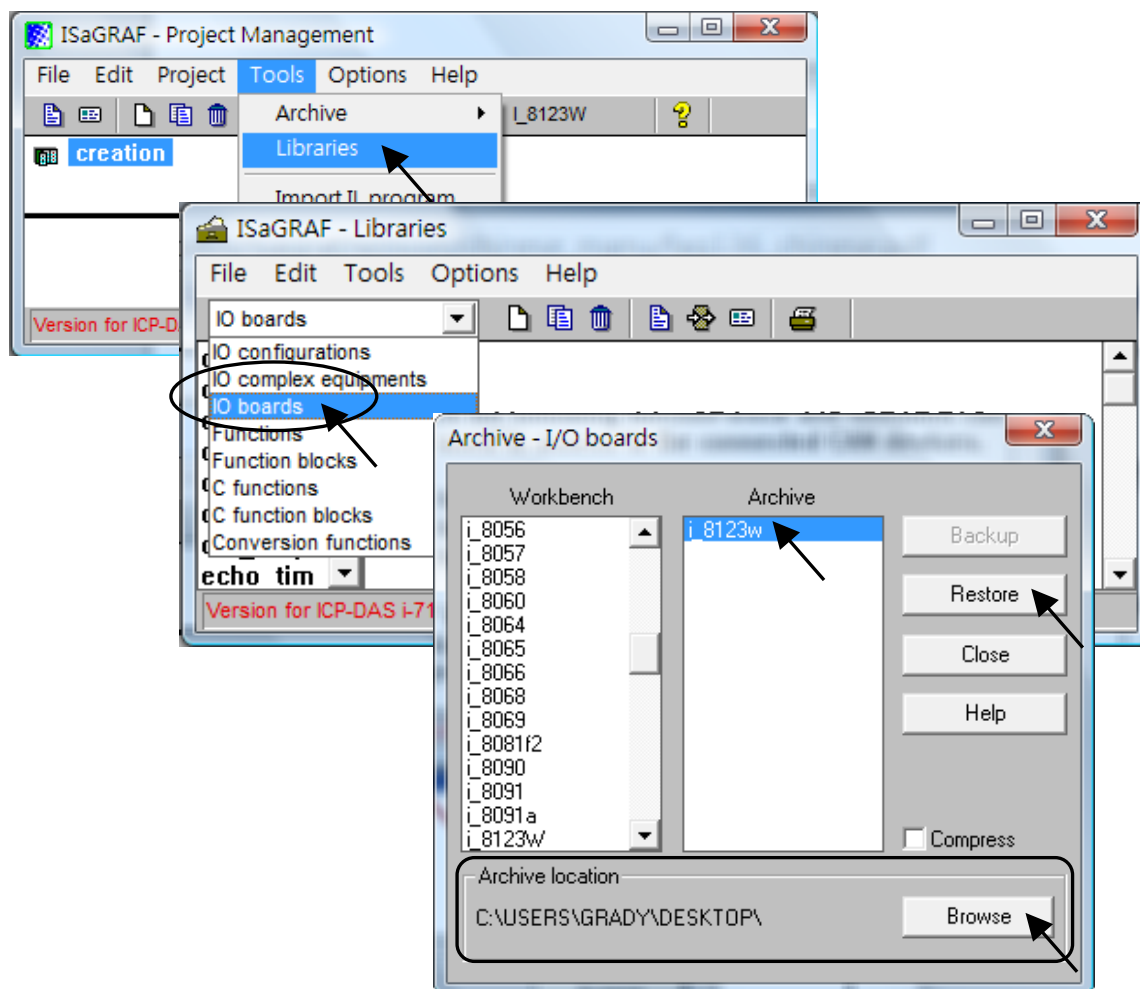 ISaGRAF - Project Management
File Edit Project Tools Options Help
Archive
I_8123W
creation
Libraries
Import IL program
Version for ICP-D
ISaGRAF - Libraries
File Edit Tools Options Help
IO boards
IO configurations
IO complex equipments
IO boards
Functions
Function blocks
C functions
C function blocks
Conversion functions
echo_tim
Version for ICP-DAS i-71
Archive - I/O boards
Workbench Archive
i_8056
i_8057
i_8058
i_8060
i_8064
i_8065
i_8066
i_8068
i_8069
i_8081f2
i_8090
i_8091
i_8091a
i_8123W
i_8123w
Backup
Restore
Close
Help
Compress
Archive location
C:\USERS\GRADY\DESKTOP\
Browse